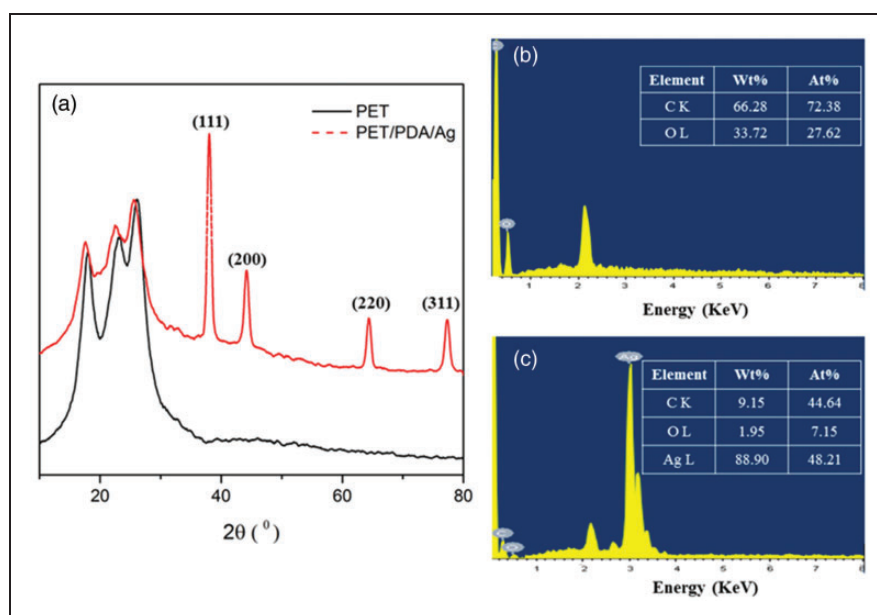 (a)
PET
PET/PDA/Ag
(111)
(200)
(220)
(311)
20 40 60 80
2θ (⁰)
(b)
Element Wt% At%
C K 66.28 72.38
O L 33.72 27.62
1 2 3 4 5 6 7 8
Energy (KeV)
(c)
Element Wt% At%
C K 9.15 44.64
O L 1.95 7.15
Ag L 88.90 48.21
Ag
1 2 3 4 5 6 7 8
Energy (KeV)